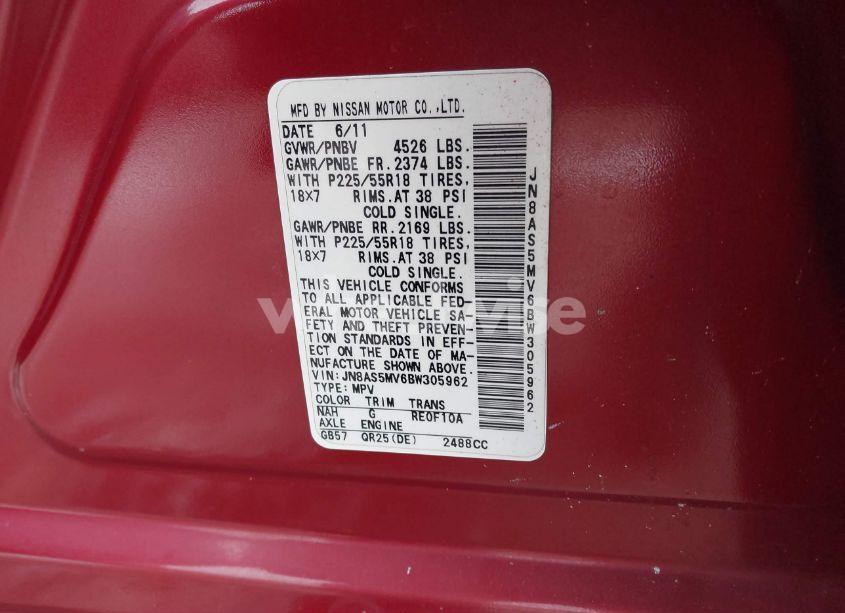 MFD BY NISSAN MOTOR CO.,LTD.
DATE 6/11
GVWR/PNBV 4526 LBS.
GAWR/PNBE FR. 2374 LBS.
WITH P225/55R18 TIRES,
18X7 RIMS.AT 38 PSI
COLD SINGLE.
GAWR/PNBE RR. 2169 LBS.
WITH P225/55R18 TIRES,
18X7 RIMS.AT 38 PSI
COLD SINGLE.
THIS VEHICLE CONFORMS
TO ALL APPLICABLE FED-
ERAL MOTOR VEHICLE SA-
FETY AND THEFT PREVEN-
TION STANDARDS IN EFF-
ECT ON THE DATE OF MA-
NUFACTURE SHOWN ABOVE.
VIN: JN8AS5MV6BW305962
TYPE: MPV
COLOR TRIM TRANS
NAH G RE0F10A
AXLE ENGINE
GB57 QR25(DE) 2488CC
JN8AS5MV6BW305962